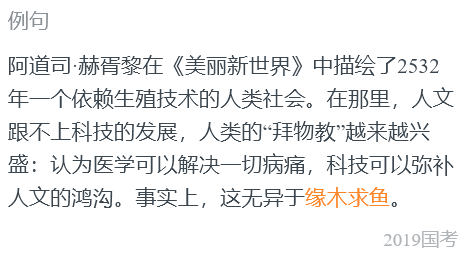 例句
阿道司·赫胥黎在《美丽新世界》中描绘了2532
年一个依赖生殖技术的人类社会。在那里，人文
跟不上科技的发展，人类的“拜物教”越来越兴
盛：认为医学可以解决一切病痛，科技可以弥补
人文的鸿沟。事实上，这无异于缘木求鱼。
2019国考